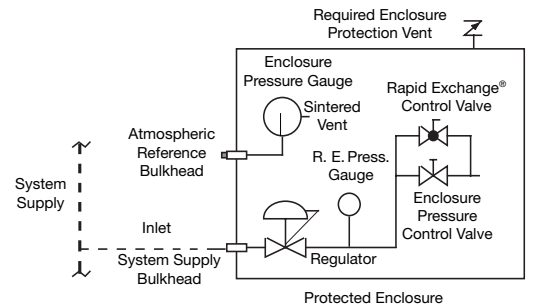 Required Enclosure
Protection Vent
Enclosure
Pressure Gauge
Sintered
Vent
Rapid Exchange®
Control Valve
Atmospheric
Reference
Bulkhead
R. E. Press.
Gauge
System
Supply
Enclosure
Pressure
Control Valve
Inlet
System Supply
Bulkhead
Regulator
Protected Enclosure